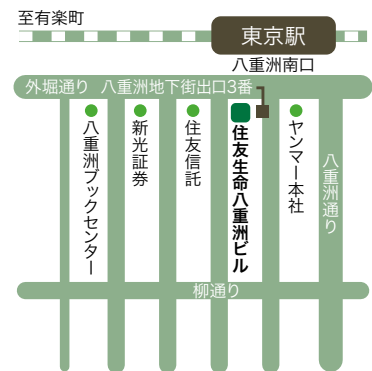 至有楽町
東京駅
八重洲南口
外堀通り 八重洲地下街出口3番
八重洲ブックセンター
新光証券
住友信託
住友生命八重洲ビル
ヤンマー本社
八重洲通り
柳通り